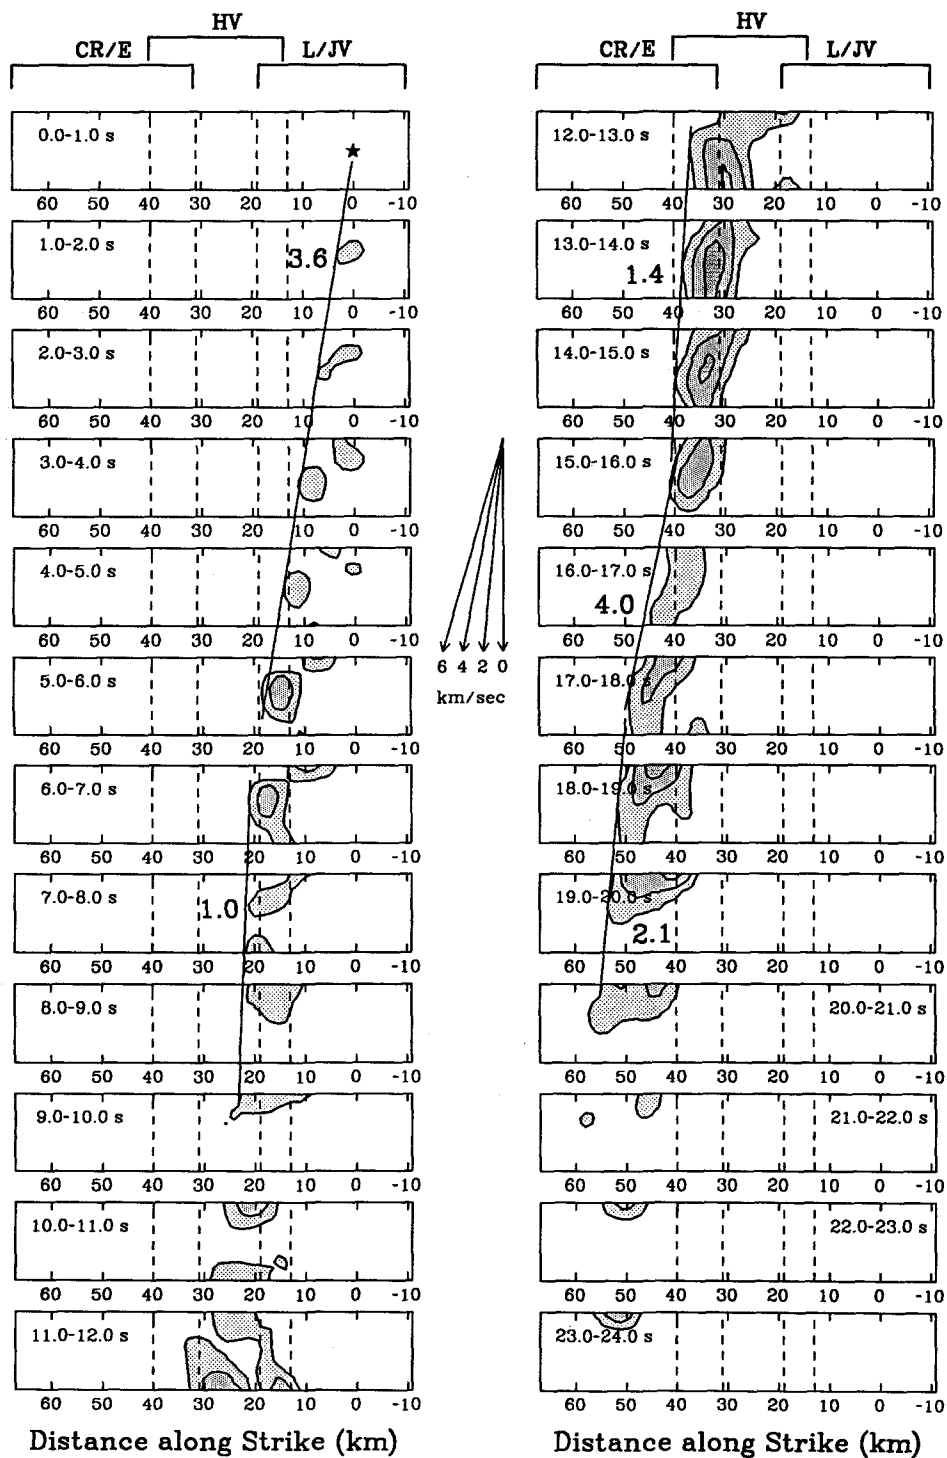 HV
CR/E L/JV
0.0-1.0 s
60 50 40 30 20 10 0 -10
1.0-2.0 s
3.6
60 50 40 30 20 10 0 -10
2.0-3.0 s
60 50 40 30 20 10 0 -10
3.0-4.0 s
60 50 40 30 20 10 0 -10
4.0-5.0 s
60 50 40 30 20 10 0 -10
5.0-6.0 s
60 50 40 30 20 10 0 -10
6.0-7.0 s
60 50 40 30 20 10 0 -10
7.0-8.0 s
1.0
60 50 40 30 20 10 0 -10
8.0-9.0 s
60 50 40 30 20 10 0 -10
9.0-10.0 s
60 50 40 30 20 10 0 -10
10.0-11.0 s
60 50 40 30 20 10 0 -10
11.0-12.0 s
60 50 40 30 20 10 0 -10
Distance along Strike (km)
6 4 2 0
km/sec
HV
CR/E L/JV
12.0-13.0 s
60 50 40 30 20 10 0 -10
13.0-14.0 s
1.4
60 50 40 30 20 10 0 -10
14.0-15.0 s
60 50 40 30 20 10 0 -10
15.0-16.0 s
60 50 40 30 20 10 0 -10
16.0-17.0 s
4.0
60 50 40 30 20 10 0 -10
17.0-18.0 s
60 50 40 30 20 10 0 -10
18.0-19.0 s
60 50 40 30 20 10 0 -10
19.0-20.0 s
2.1
60 50 40 30 20 10 0 -10
20.0-21.0 s
60 50 40 30 20 10 0 -10
21.0-22.0 s
60 50 40 30 20 10 0 -10
22.0-23.0 s
60 50 40 30 20 10 0 -10
23.0-24.0 s
60 50 40 30 20 10 0 -10
Distance along Strike (km)